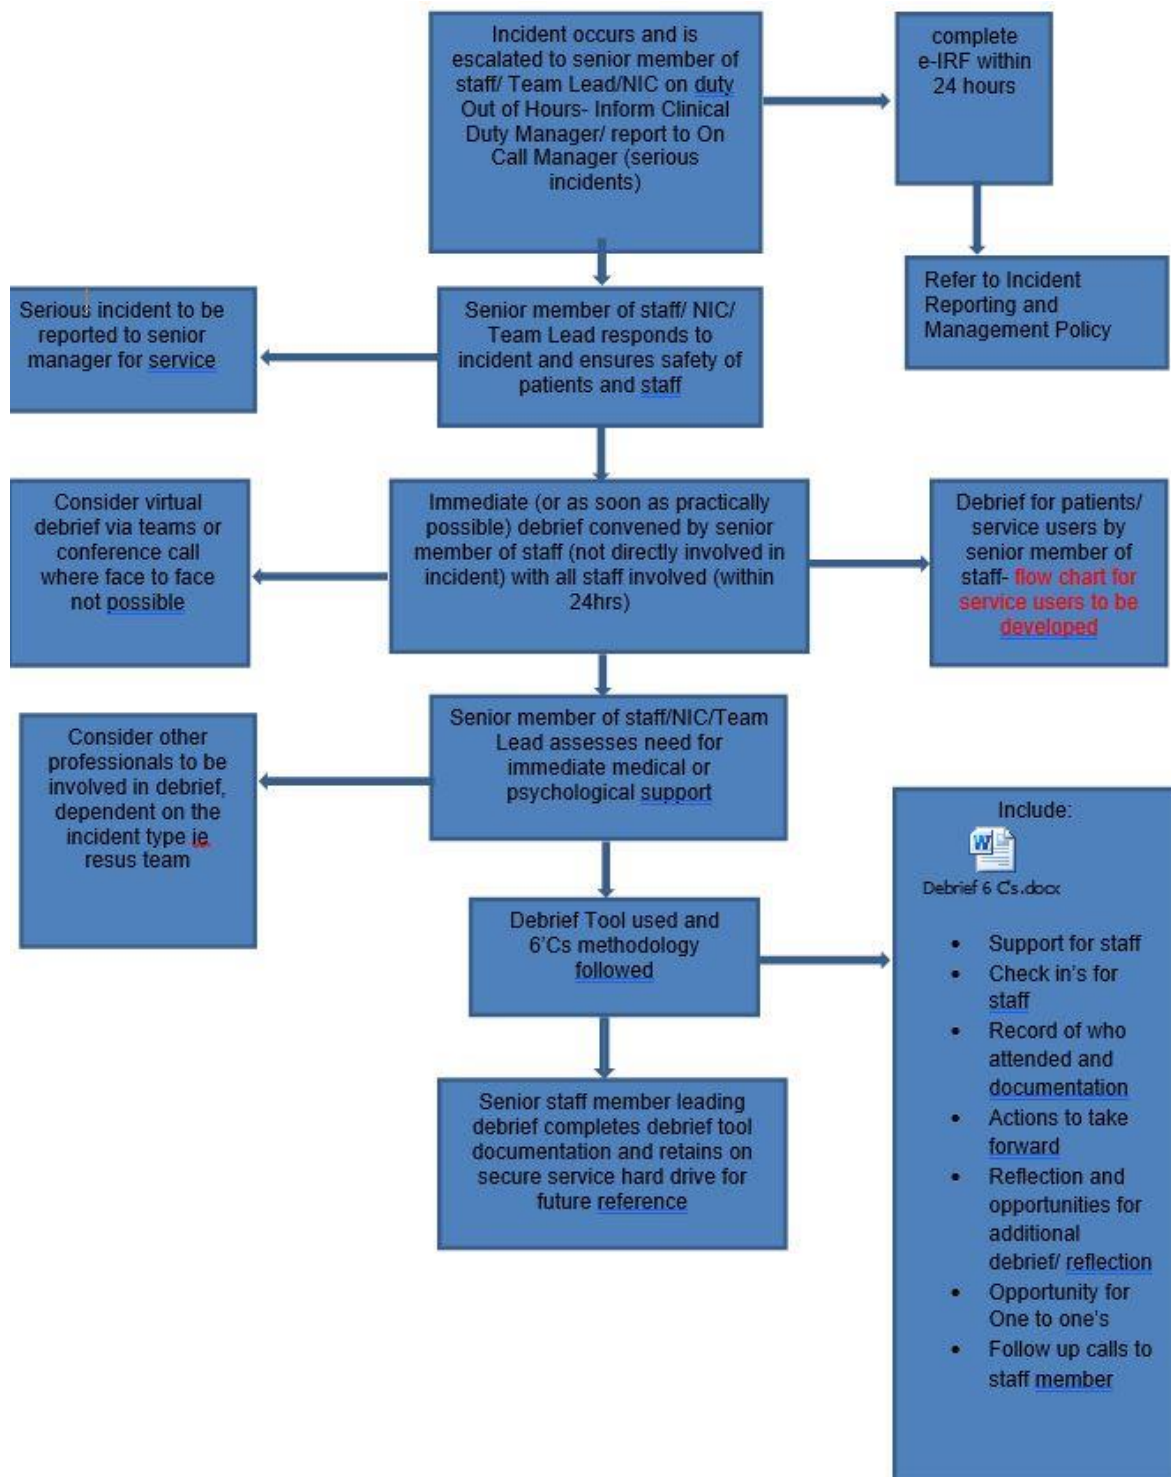 Incident occurs and is
escalated to senior member of
staff/ Team Lead/NIC on duty
Out of Hours- Inform Clinical
Duty Manager/ report to On
Call Manager (serious
incidents)
complete
e-IRF within
24 hours
Refer to Incident
Reporting and
Management Policy
Serious incident to be
reported to senior
manager for service
Senior member of staff/ NIC/
Team Lead responds to
incident and ensures safety of
patients and staff
Consider virtual
debrief via teams or
conference call
where face to face
not possible
Immediate (or as soon as practically
possible) debrief convened by senior
member of staff (not directly involved in
incident) with all staff involved (within
24hrs)
Debrief for patients/
service users by
senior member of
staff- flow chart for
service users to be
developed
Consider other
professionals to be
involved in debrief,
dependent on the
incident type ie
resus team
Senior member of staff/NIC/Team
Lead assesses need for
immediate medical or
psychological support
Debrief Tool used and
6'Cs methodology
followed
Include:
W
Debrief 6 C's.docx
• Support for staff
• Check in's for
staff
• Record of who
attended and
documentation
• Actions to take
forward
• Reflection and
opportunities for
additional
debrief/ reflection
• Opportunity for
One to one's
• Follow up calls to
staff member
Senior staff member leading
debrief completes debrief tool
documentation and retains on
secure service hard drive for
future reference